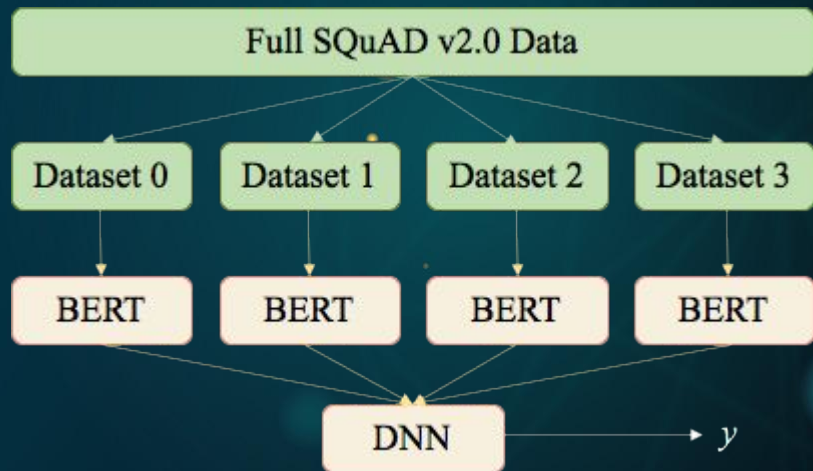 Full SQuAD v2.0 Data
Dataset 0
Dataset 1
Dataset 2
Dataset 3
BERT
BERT
BERT
BERT
DNN
y